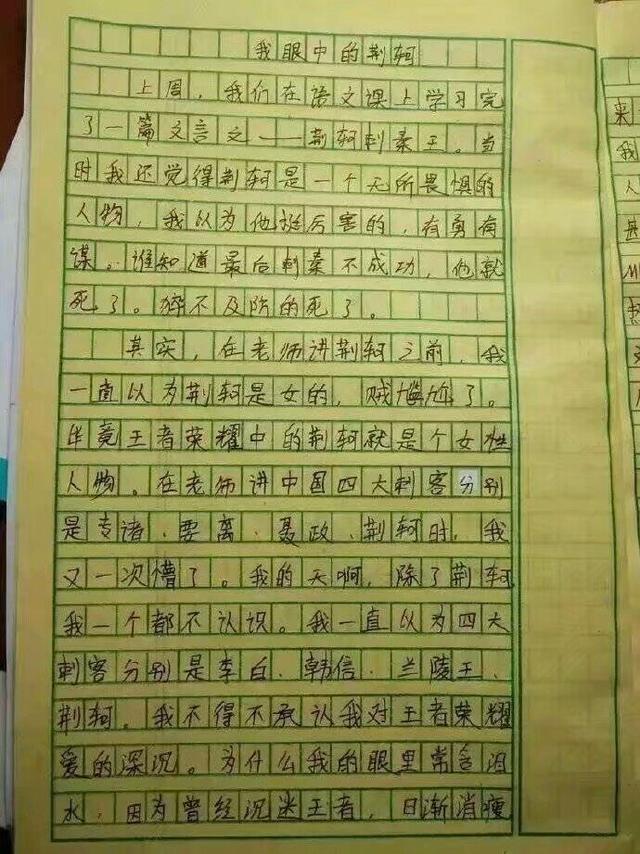 我眼中的荆轲
上周，我们在语文课上学习完
了一篇文言文——荆轲刺秦王。当
时我还觉得荆轲是一个无所畏惧的
人物，我以为他挺厉害的，有勇有
谋。谁知道最后刺秦不成功，他就
死了。猝不及防的死了。
其实，在老师讲荆轲之前，我
一直以为荆轲是女的，贼尴尬了。
毕竟王者荣耀中的荆轲就是个女性
人物。在老师讲中国四大刺客分别
是专诸、要离、聂政、荆轲时，我
又一次懵了。我的天啊，除了荆轲
我一个都不认识。我一直以为四大
刺客分别是李白、韩信、兰陵王、
荆轲。我不得不承认我对王者荣耀
爱的深沉。为什么我的眼里常含泪
水，因为曾经沉迷王者，日渐消瘦
来
我
人
甚
M